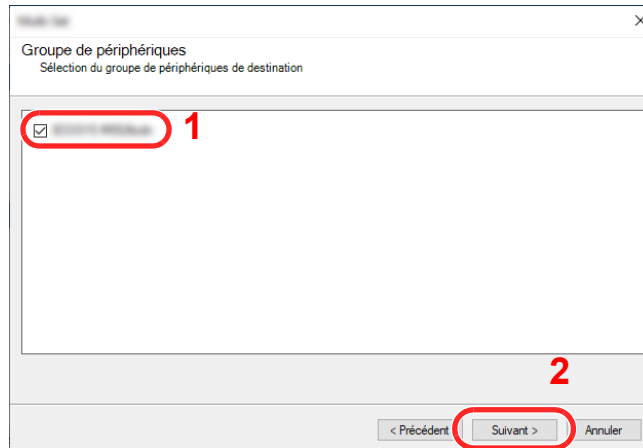 Groupe de périphériques
Sélection du groupe de périphériques de destination
1
2
< Précédent
Suivant >
Annuler